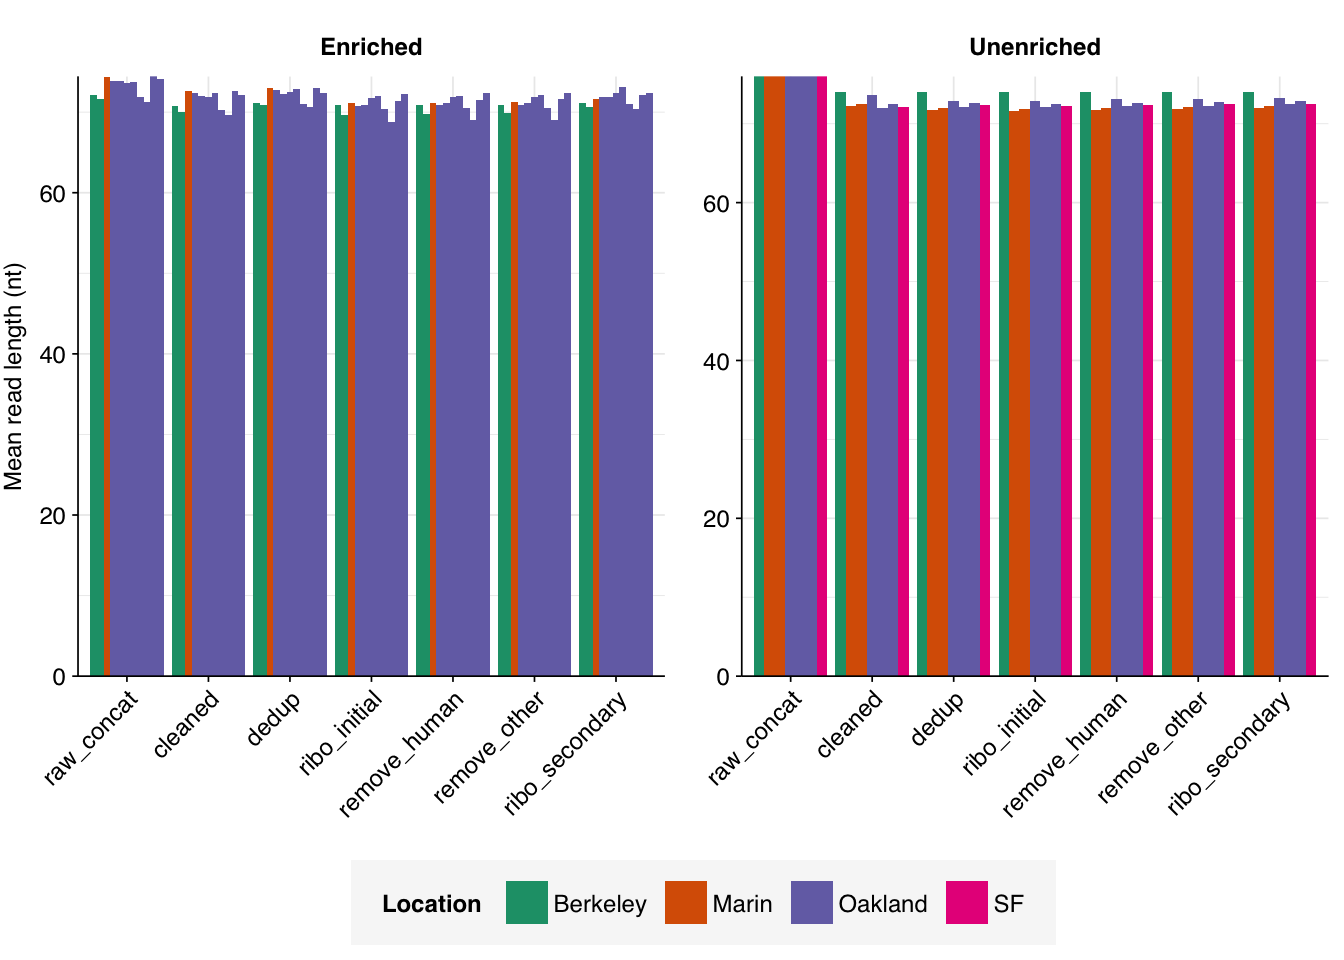 Enriched
Unenriched
Mean read length (nt)
60
40
20
0
60
40
20
0
raw_concat
cleaned
dedup
ribo_initial
remove_human
remove_other
ribo_secondary
raw_concat
cleaned
dedup
ribo_initial
remove_human
remove_other
ribo_secondary
Location Berkeley Marin Oakland SF